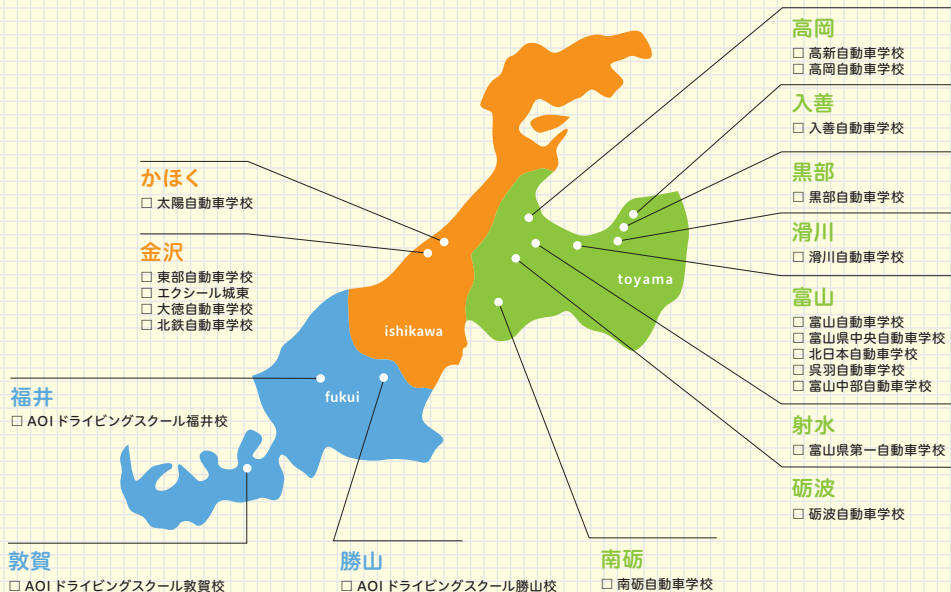 かほく
□ 太陽自動車学校
金沢
□ 東部自動車学校
□ エクシール城東
□ 大徳自動車学校
□ 北鉄自動車学校
福井
□ AOIドライビングスクール福井校
敦賀
□ AOIドライビングスクール敦賀校
勝山
□ AOIドライビングスクール勝山校
南砺
□ 南砺自動車学校
ishikawa
fukui
toyama
高岡
□ 高新自動車学校
□ 高岡自動車学校
入善
□ 入善自動車学校
黒部
□ 黒部自動車学校
滑川
□ 滑川自動車学校
富山
□ 富山自動車学校
□ 富山県中央自動車学校
□ 北日本自動車学校
□ 呉羽自動車学校
□ 富山中部自動車学校
射水
□ 富山県第一自動車学校
砺波
□ 砺波自動車学校